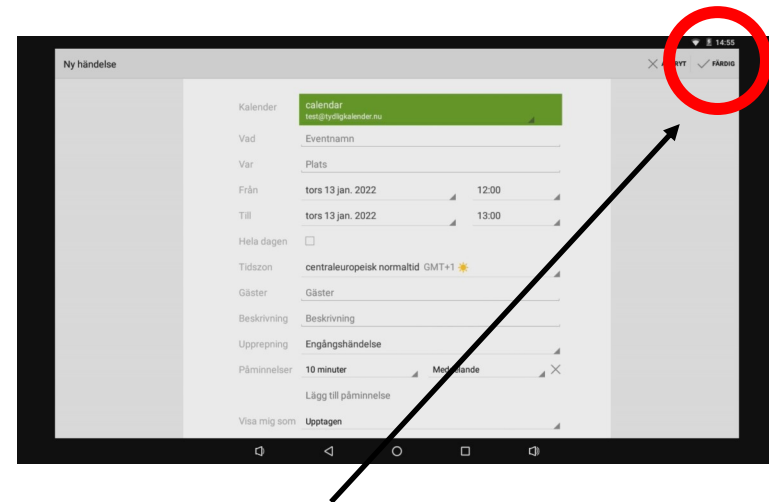 14:55
Ny händelse
FÄRDIG
Kalender
calendar
test@tydligkalender.nu
Vad Eventnamn
Var Plats
Från tors 13 jan. 2022 12:00
Till tors 13 jan. 2022 13:00
Hela dagen
Tidszon centraleuropeisk normaltid GMT+1
Gäster Gäster
Beskrivning Beskrivning
Upprepning Engångshändelse
Påminnelser 10 minuter Meddelande
Lägg till påminnelse
Visa mig som Upptagen